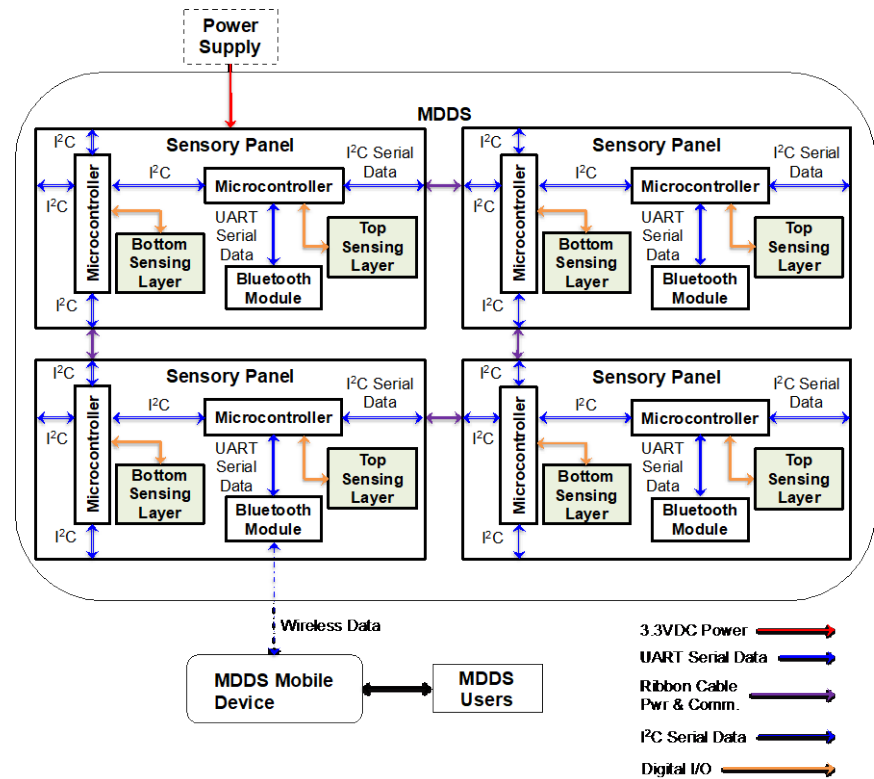 Power
Supply
MDDS
Sensory Panel
I²C
I²C
I²C Serial
Data
Microcontroller
Microcontroller
I²C
UART
Serial
Data
Bottom
Sensing
Layer
Top
Sensing
Layer
Bluetooth
Module
I²C
Sensory Panel
I²C
I²C
I²C Serial
Data
Microcontroller
Microcontroller
I²C
UART
Serial
Data
Bottom
Sensing
Layer
Top
Sensing
Layer
Bluetooth
Module
I²C
Sensory Panel
I²C
I²C
I²C Serial
Data
Microcontroller
Microcontroller
I²C
UART
Serial
Data
Bottom
Sensing
Layer
Top
Sensing
Layer
Bluetooth
Module
I²C
Sensory Panel
I²C
I²C
I²C Serial
Data
Microcontroller
Microcontroller
I²C
UART
Serial
Data
Bottom
Sensing
Layer
Top
Sensing
Layer
Bluetooth
Module
I²C
Wireless Data
MDDS Mobile
Device
MDDS
Users
3.3VDC Power
UART Serial Data
Ribbon Cable
Pwr & Comm.
I²C Serial Data
Digital I/O